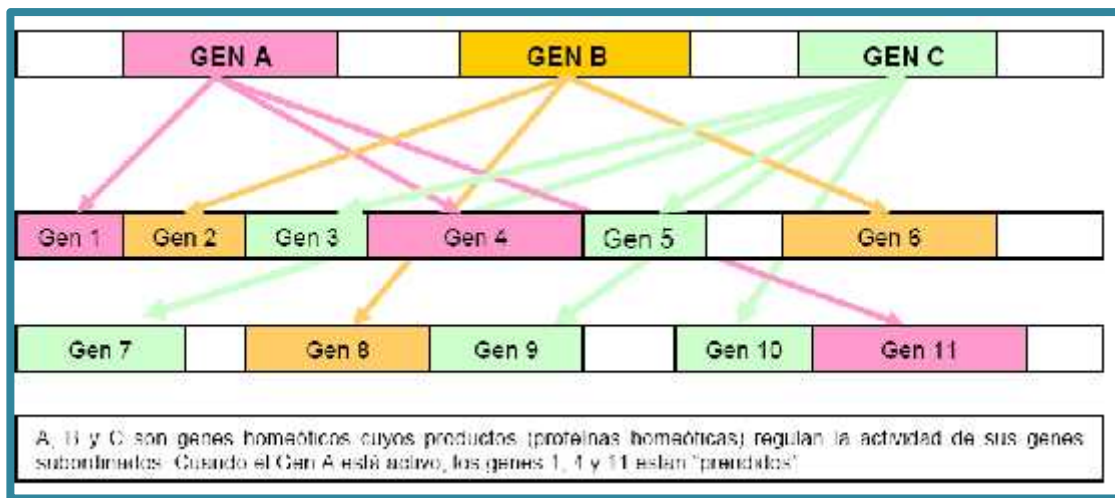 GEN A GEN B GEN C
Gen 1 Gen 2 Gen 3 Gen 4 Gen 5 Gen 6
Gen 7 Gen 8 Gen 9 Gen 10 Gen 11
A, B y C son genes homeóticos cuyos productos (proteínas homeóticas) regulan la actividad de sus genes
subordinados. Cuando el Gen A está activo, los genes 1, 4 y 11 estan "prendidos"